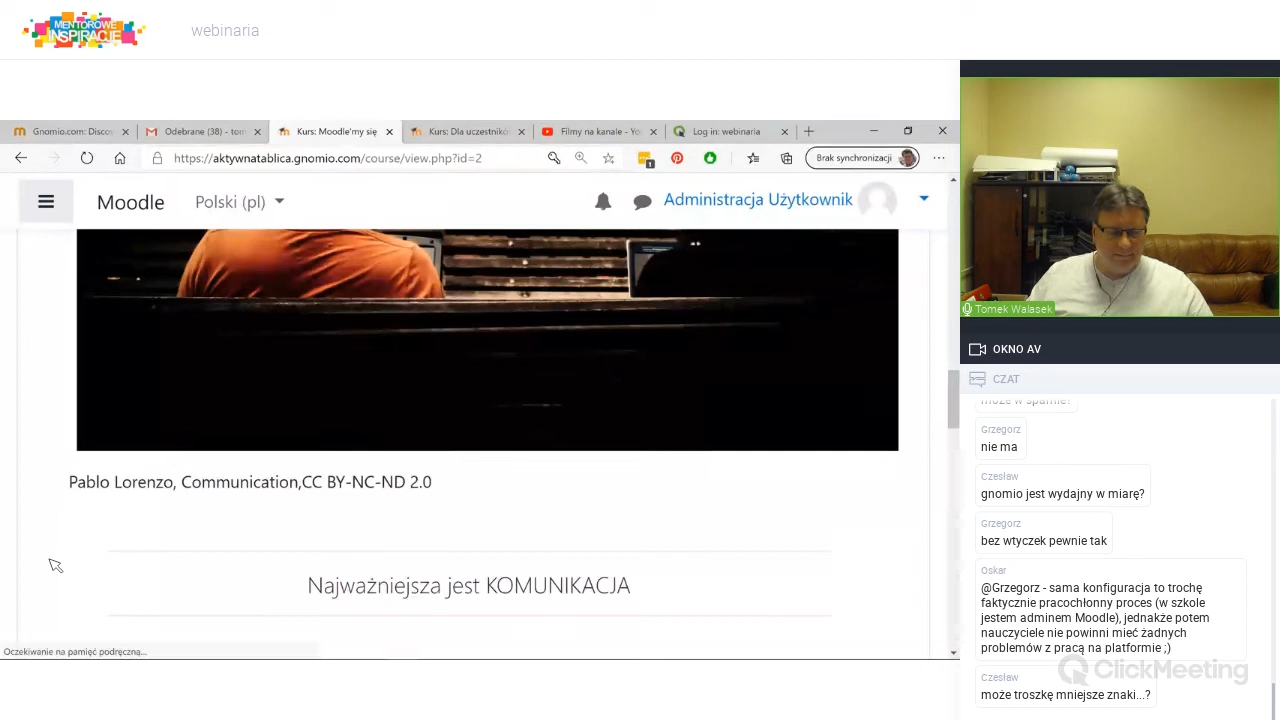 MENTOROWE
INSPIRACJE
webinaria
Gnomio.com: Disco
Odebrane (38) - tom
Kurs: Moodle'my się
Kurs: Dla uczestnikó
Filmy na kanale - Yo
Log in: webinaria
https://aktywnatablica.gnomio.com/course/view.php?id=2
1
Brak synchronizacji
Moodle
Polski (pl)
Administracja Użytkownik
Pablo Lorenzo, Communication,CC BY-NC-ND 2.0
Najważniejsza jest KOMUNIKACJA
Oczekiwanie na pamięć podręczną...
Tomek Walasek
OKNO AV
CZAT
może w spamie?
Grzegorz
nie ma
Czesław
gnomio jest wydajny w miarę?
Grzegorz
bez wtyczek pewnie tak
Oskar
@Grzegorz - sama konfiguracja to trochę
faktycznie pracochłonny proces (w szkole
jestem adminem Moodle), jednakże potem
nauczyciele nie powinni mieć żadnych
problemów z pracą na platformie ;)
ClickMeeting
Czesław
może troszkę mniejsze znaki...?